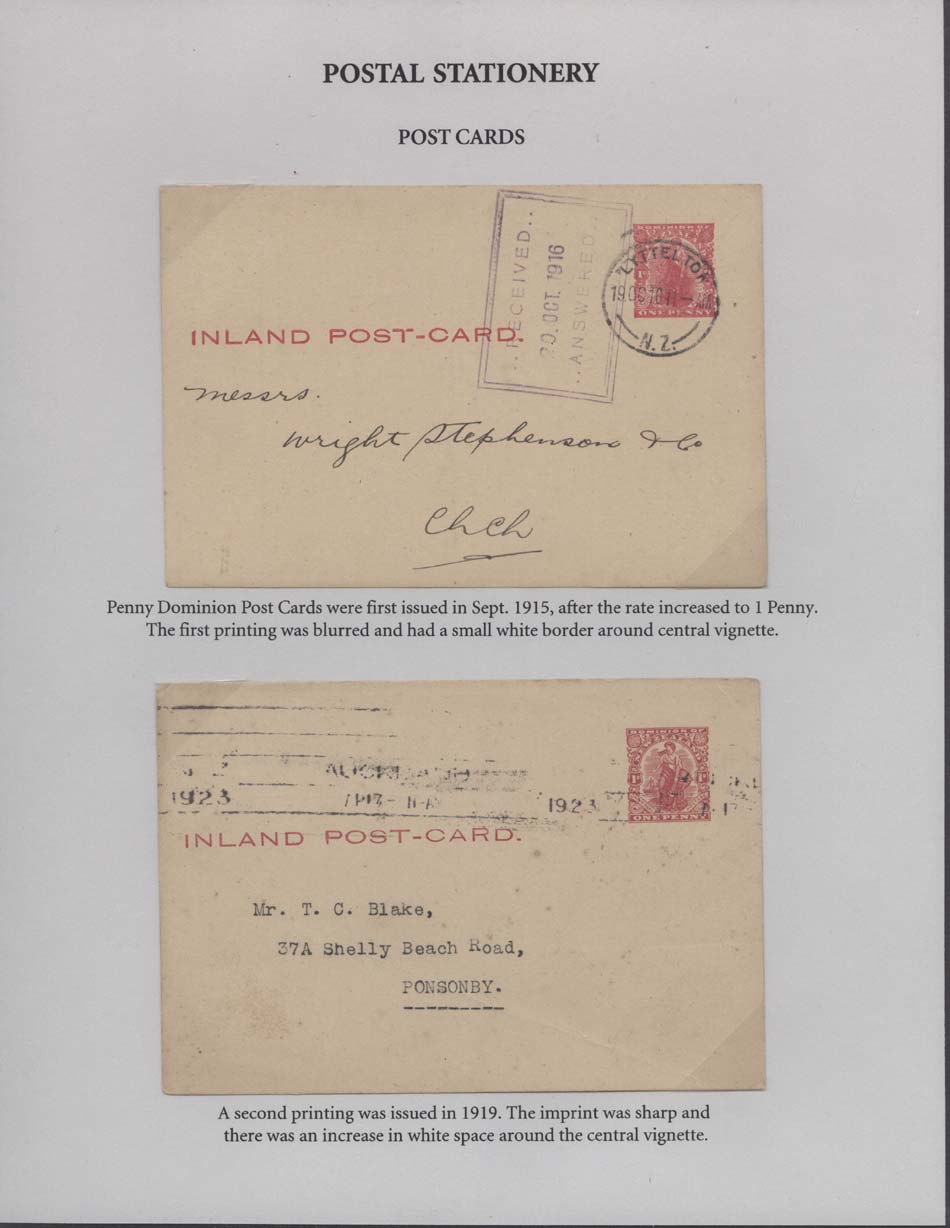 POSTAL STATIONERY
POST CARDS
..RECEIVED..
20. OCT. 1916
..ANSWERED..
ONE PENNY
LYTTELTON
N.Z.
INLAND POST-CARD.
Messrs.
Wright Stephenson & Co
ChCh
Penny Dominion Post Cards were first issued in Sept. 1915, after the rate increased to 1 Penny.
The first printing was blurred and had a small white border around central vignette.
DOMINION OF
ONE PENNY
AUCKLAND
1923
1923
INLAND POST-CARD.
Mr. T. C. Blake,
37A Shelly Beach Road,
PONSONBY.
A second printing was issued in 1919. The imprint was sharp and
there was an increase in white space around the central vignette.